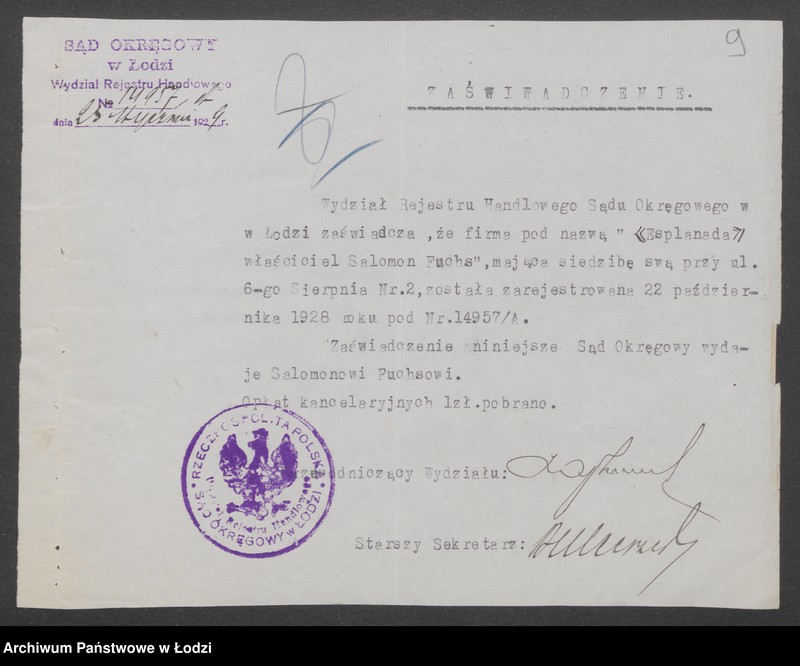 9
SĄD OKRĘGOWY
w Łodzi
Wydział Rejestru Handlowego
№ 14957/A
dnia 23 stycznia 1929 r.
ZAŚWIADCZENIE.
Wydział Rejestru Handlowego Sądu Okręgowego w
w Łodzi zaświadcza ,że firma pod nazwą " «Esplanada»
właściciel Salomon Fuchs",mająca siedzibę swą przy ul.
6-go Sierpnia Nr.2,została zarejestrowana 22 paździer-
nika 1928 roku pod Nr.14957/A.
Zaświadczenie niniejsze Sąd Okręgowy wyda-
je Salomonowi Fuchsowi.
Opłat kancelaryjnych 1zł.pobrano.
Przewodniczący Wydziału:
Starszy Sekretarz:
RZECZPOSPOLITA POLSKA
Wydział Rejestru Handlowego
SĄD OKRĘGOWY w ŁODZI
Archiwum Państwowe w Łodzi